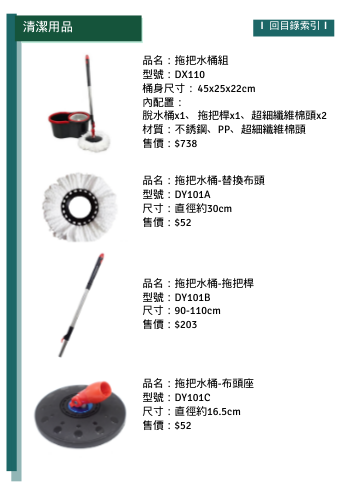 清潔用品
回目錄索引
品名：拖把水桶組
型號：DX110
桶身尺寸：45x25x22cm
內配置：
脫水桶x1、拖把桿x1、超細纖維棉頭x2
材質：不銹鋼、PP、超細纖維棉頭
售價：$738
品名：拖把水桶-替換布頭
型號：DY101A
尺寸：直徑約30cm
售價：$52
品名：拖把水桶-拖把桿
型號：DY101B
尺寸：90-110cm
售價：$203
品名：拖把水桶-布頭座
型號：DY101C
尺寸：直徑約16.5cm
售價：$52